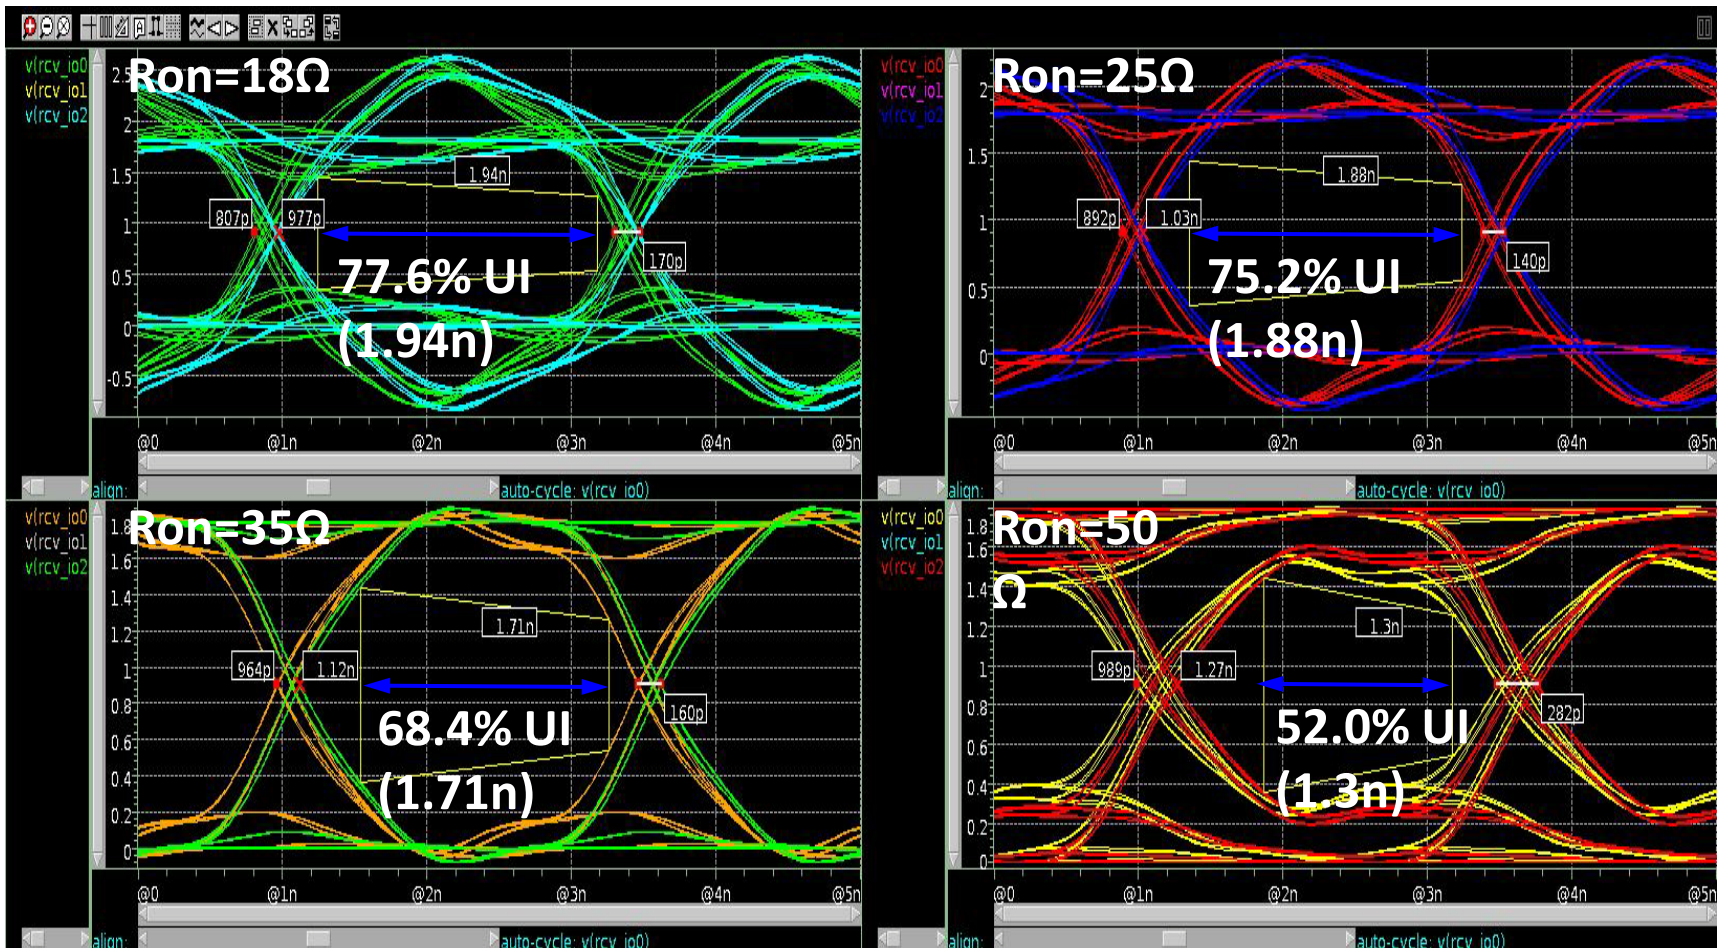 Ron=18Ω
v(rcv_io0
v(rcv_io1
v(rcv_io2
2.5
2
1.5
1
0.5
0
-0.5
1.94n
807p
977p
170p
77.6% UI
(1.94n)
@0 @1n @2n @3n @4n @5n
align:
auto-cycle: v(rcv_io0)
Ron=25Ω
v(rcv_io0
v(rcv_io1
v(rcv_io2
2
1.5
1
0.5
0
1.88n
892p
1.03n
140p
75.2% UI
(1.88n)
@0 @1n @2n @3n @4n @5n
align:
auto-cycle: v(rcv_io0)
Ron=35Ω
v(rcv_io0
v(rcv_io1
v(rcv_io2
1.8
1.6
1.4
1.2
1
0.8
0.6
0.4
0.2
0
1.71n
964p
1.12n
160p
68.4% UI
(1.71n)
@0 @1n @2n @3n @4n @5n
align:
auto-cycle: v(rcv_io0)
Ron=50
Ω
v(rcv_io0
v(rcv_io1
v(rcv_io2
1.8
1.6
1.4
1.2
1
0.8
0.6
0.4
0.2
0
1.3n
989p
1.27n
282p
52.0% UI
(1.3n)
@0 @1n @2n @3n @4n @5n
align:
auto-cycle: v(rcv_io0)